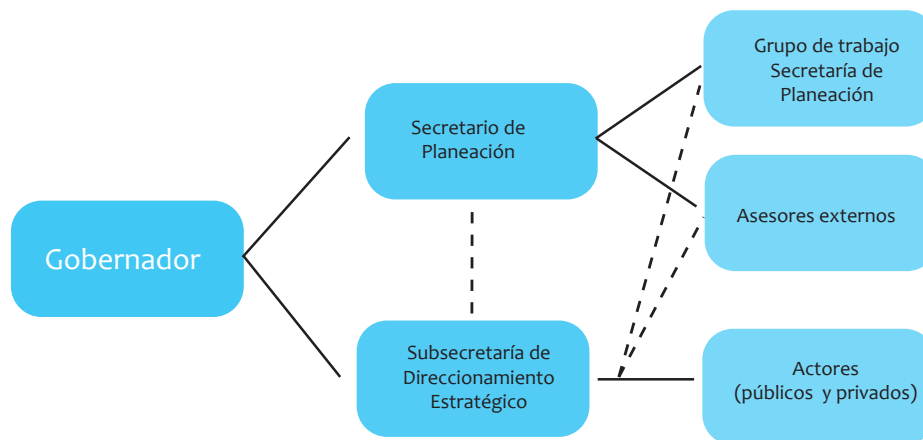 Gobernador
Secretario de
Planeación
Subsecretaría de
Direccionamiento
Estratégico
Grupo de trabajo
Secretaría de
Planeación
Asesores externos
Actores
(públicos y privados)